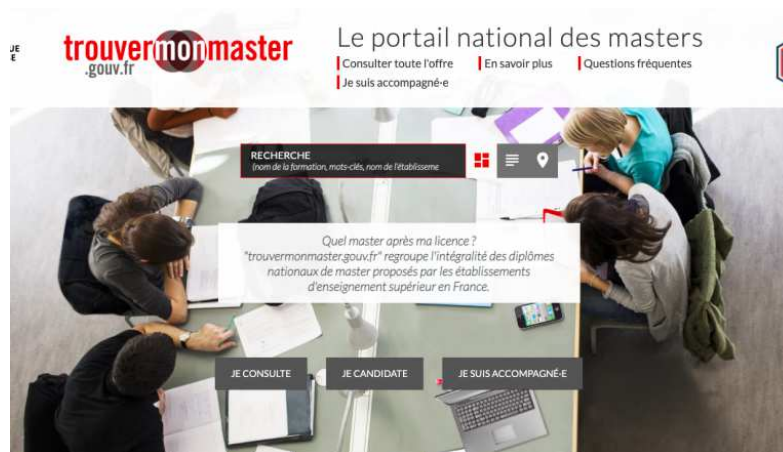 UE
SE
trouvermonmaster
.gouv.fr
Le portail national des masters
Consulter toute l'offre
En savoir plus
Questions fréquentes
Je suis accompagné·e
RECHERCHE
(nom de la formation, mots-clés, nom de l'établisseme
Quel master après ma licence ?
"trouvermonmaster.gouv.fr" regroupe l'intégralité des diplômes
nationaux de master proposés par les établissements
d'enseignement supérieur en France.
JE CONSULTE
JE CANDIDATE
JE SUIS ACCOMPAGNÉ·E